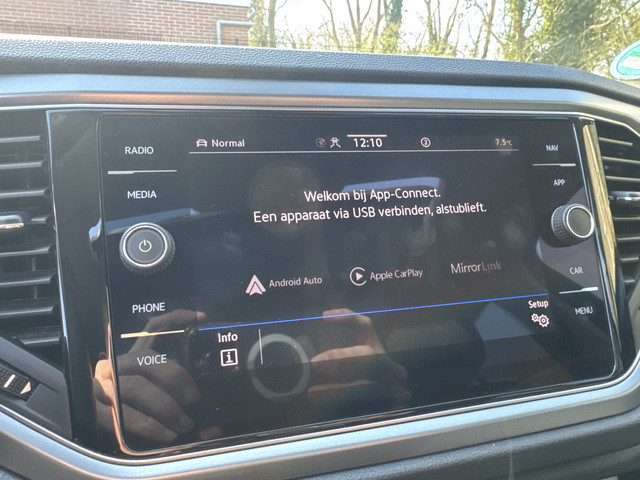 RADIO
MEDIA
PHONE
VOICE
Normal
12:10
2
7.5°C
Welkom bij App-Connect.
Een apparaat via USB verbinden, alstublieft.
Android Auto
Apple CarPlay
MirrorLink
Info
i
Setup
NAV
APP
CAR
MENU